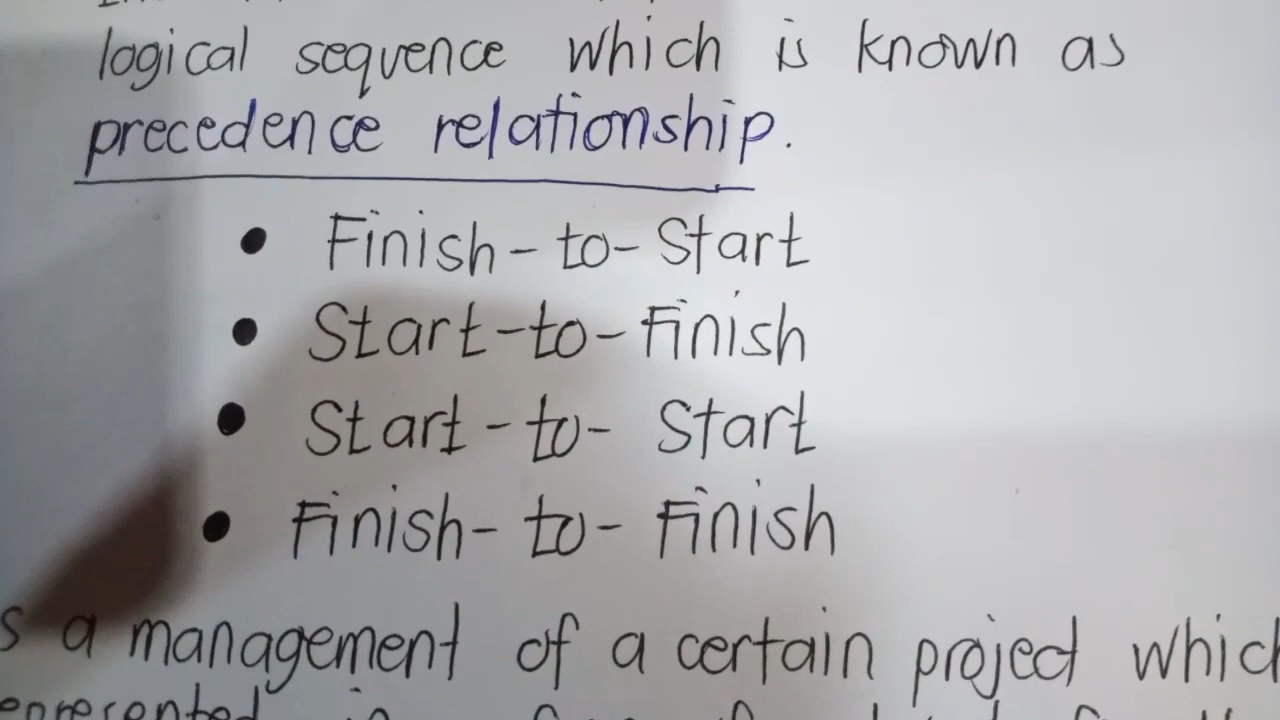 logical sequence which is known as
precedence relationship.
• Finish-to-Start
• Start-to-Finish
• Start-to-Start
• Finish-to-Finish
s a management of a certain project which